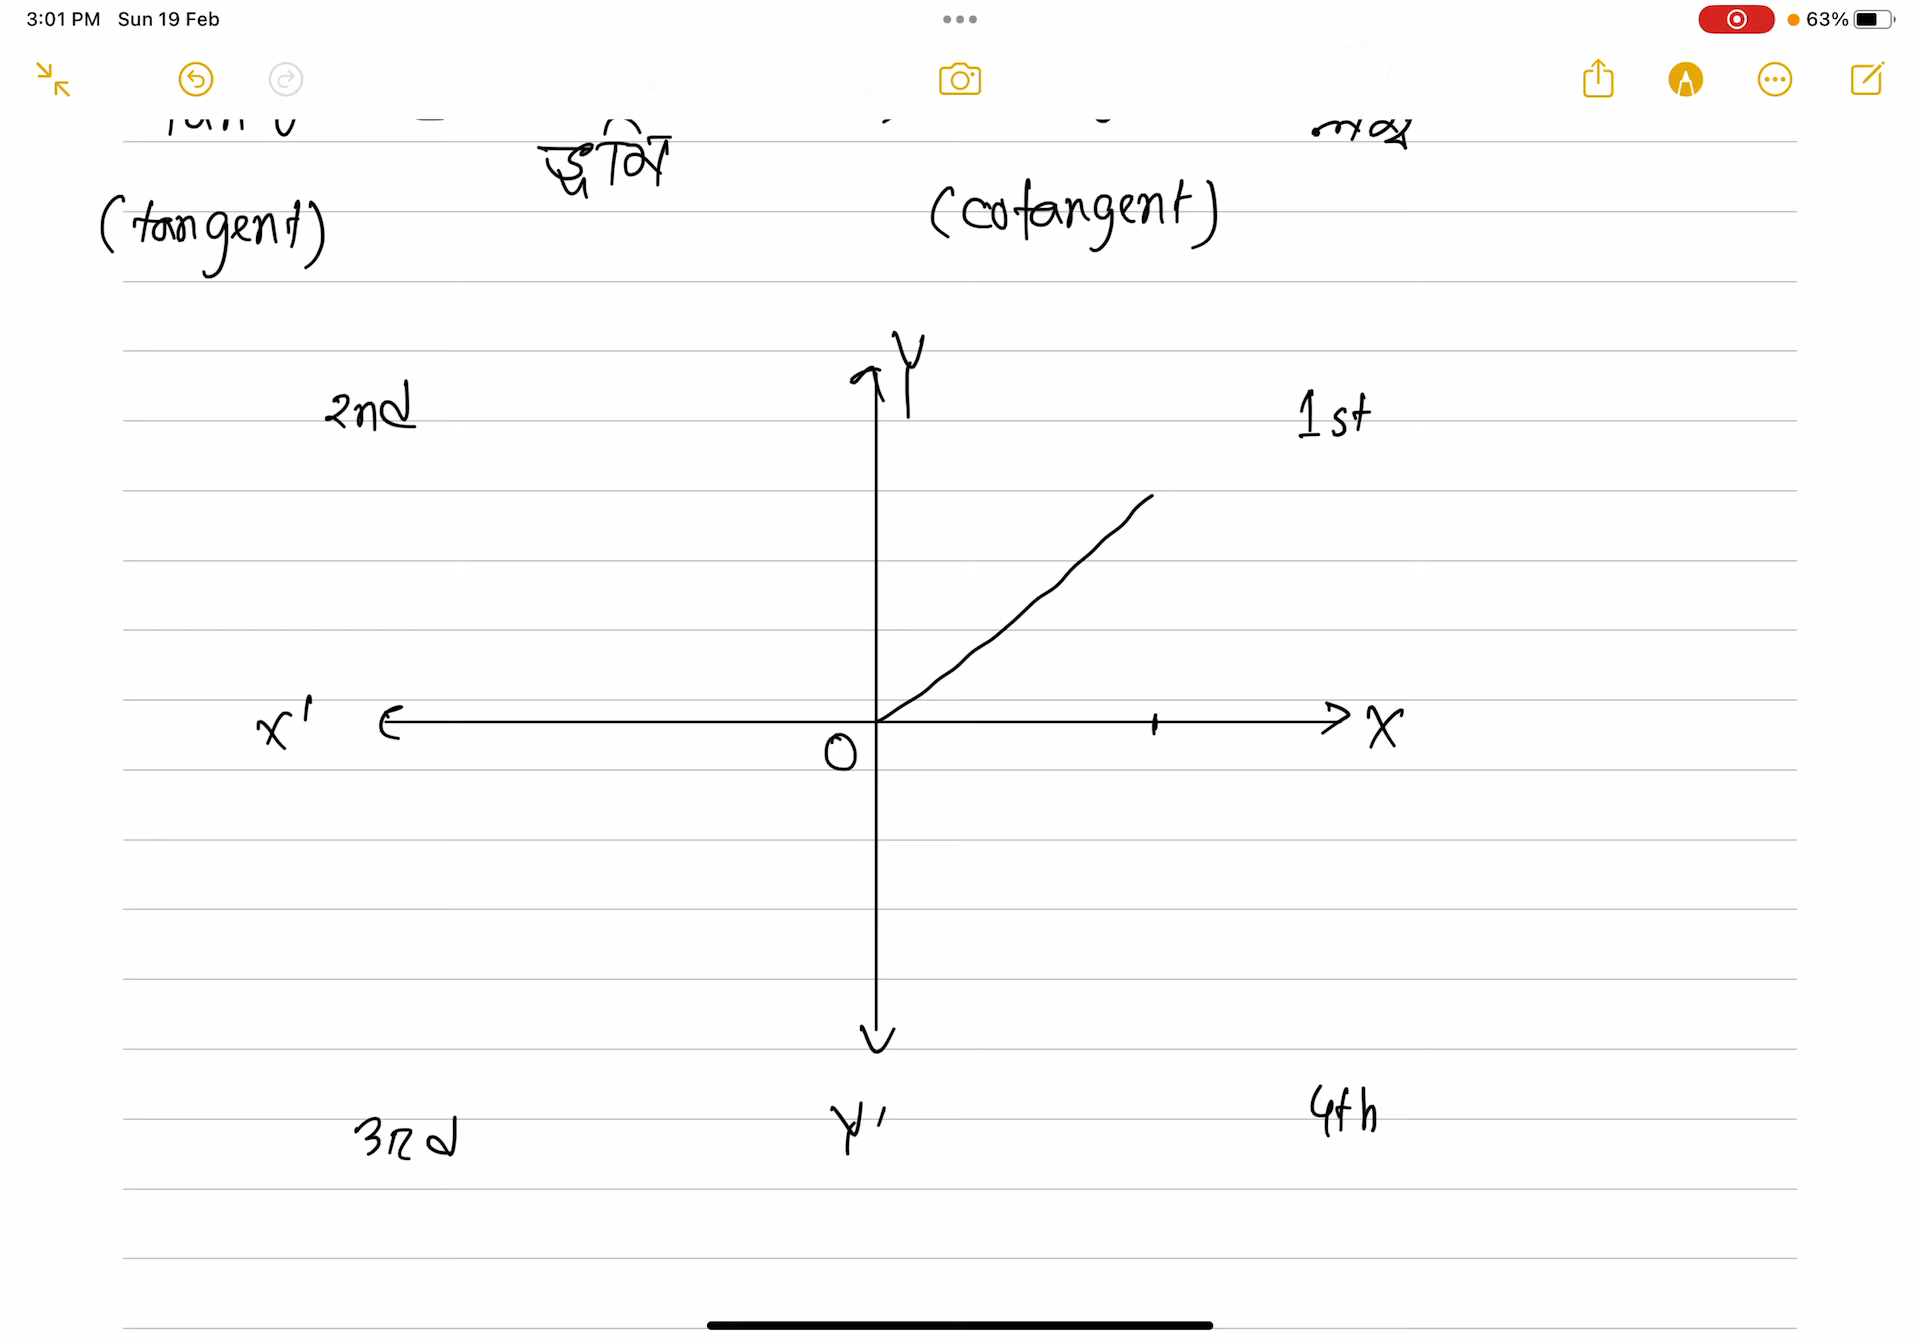 3:01 PM Sun 19 Feb
63%
ভূমি
(tangent)
(cotangent)
Y
2nd
1st
X'
O
X
3rd
Y'
4th